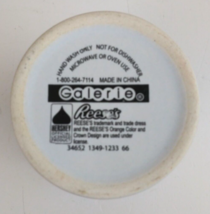 HAND WASH ONLY NOT FOR DISHWASHER
MICROWAVE OR OVEN USE
1-800-264-7114 MADE IN CHINA
Galerie®
Reese's
HERSHEY
REESE'S trademark and trade dress
and the REESE'S Orange Color and
Crown Design are used under
license
34652 1349-1233 66